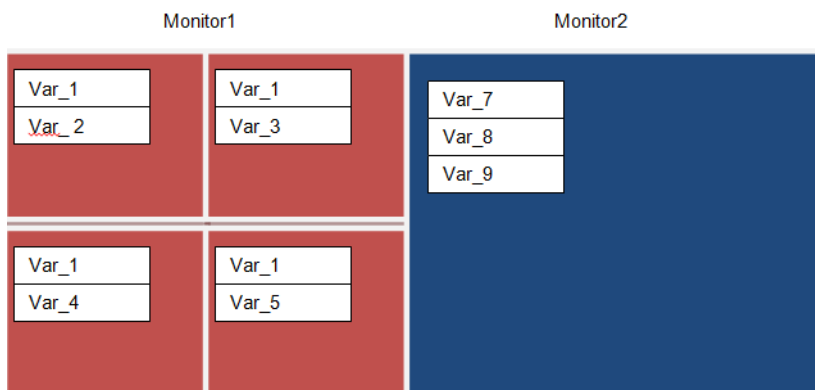 Monitor1
Monitor2
Var_1
Var_ 2
Var_1
Var_3
Var_7
Var_8
Var_9
Var_1
Var_4
Var_1
Var_5